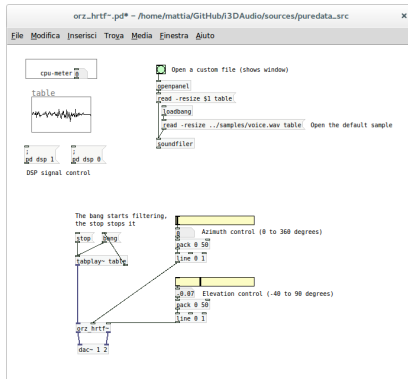 orz_hrtf~.pd* – /home/mattia/GitHub/i3DAudio/sources/puredata_src
File Modifica Inserisci Trova Media Finestra Aiuto
cpu-meter 0
table
;
pd dsp 1
;
pd dsp 0
DSP signal control
Open a custom file (shows window)
openpanel
read -resize $1 table
loadbang
read -resize ../samples/voice.wav table
Open the default sample
soundfiler
The bang starts filtering,
the stop stops it
stop
bang
tabplay~ table
0
Azimuth control (0 to 360 degrees)
pack 0 50
line 0 1
-0.07
Elevation control (-40 to 90 degrees)
pack 0 50
line 0 1
orz_hrtf~
dac~ 1 2